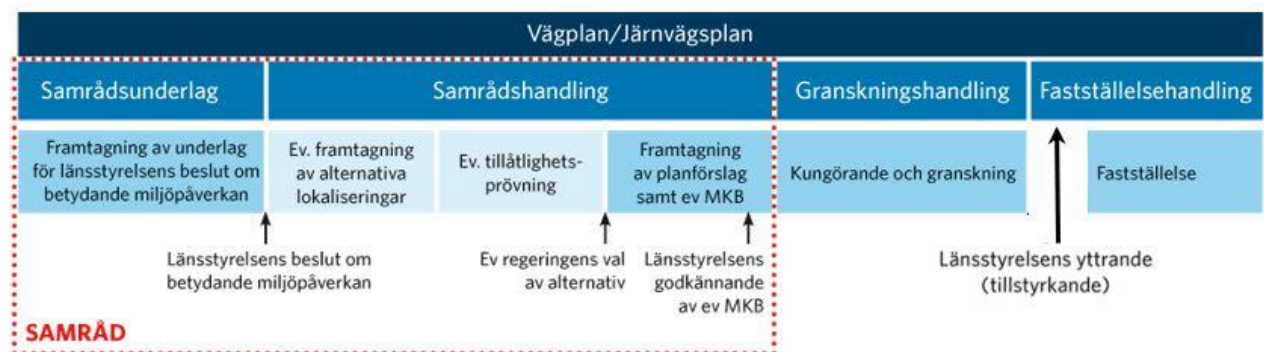 Vägplan/Järnvägsplan
Samrådsunderlag
Samrådshandling
Granskningshandling
Fastställelsehandling
Framtagning av underlag
för länsstyrelsens beslut om
betydande miljöpåverkan
Ev. framtagning
av alternativa
lokaliseringar
Ev. tillåtlighets-
prövning
Framtagning
av planförslag
samt ev MKB
Kungörande och granskning
Fastställelse
Länsstyrelsens beslut om
betydande miljöpåverkan
Ev regeringens val
av alternativ
Länsstyrelsens
godkännande
av ev MKB
Länsstyrelsens yttrande
(tillstyrkande)
SAMRÅD